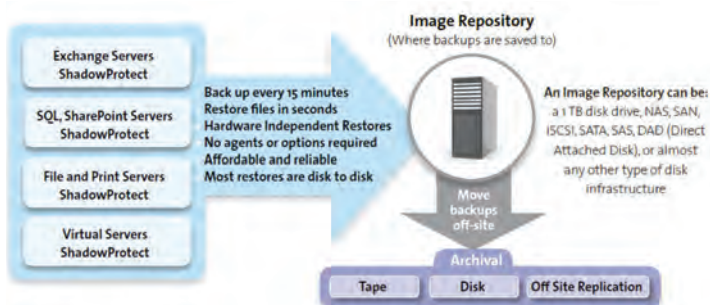 Exchange Servers
ShadowProtect
SQL, SharePoint Servers
ShadowProtect
File and Print Servers
ShadowProtect
Virtual Servers
ShadowProtect
Back up every 15 minutes
Restore files in seconds
Hardware Independent Restores
No agents or options required
Affordable and reliable
Most restores are disk to disk
Image Repository
(Where backups are saved to)
An Image Repository can be:
a 1 TB disk drive, NAS, SAN,
iSCSI, SATA, SAS, DAD (Direct
Attached Disk), or almost
any other type of disk
infrastructure
Move
backups
off-site
Archival
Tape
Disk
Off Site Replication